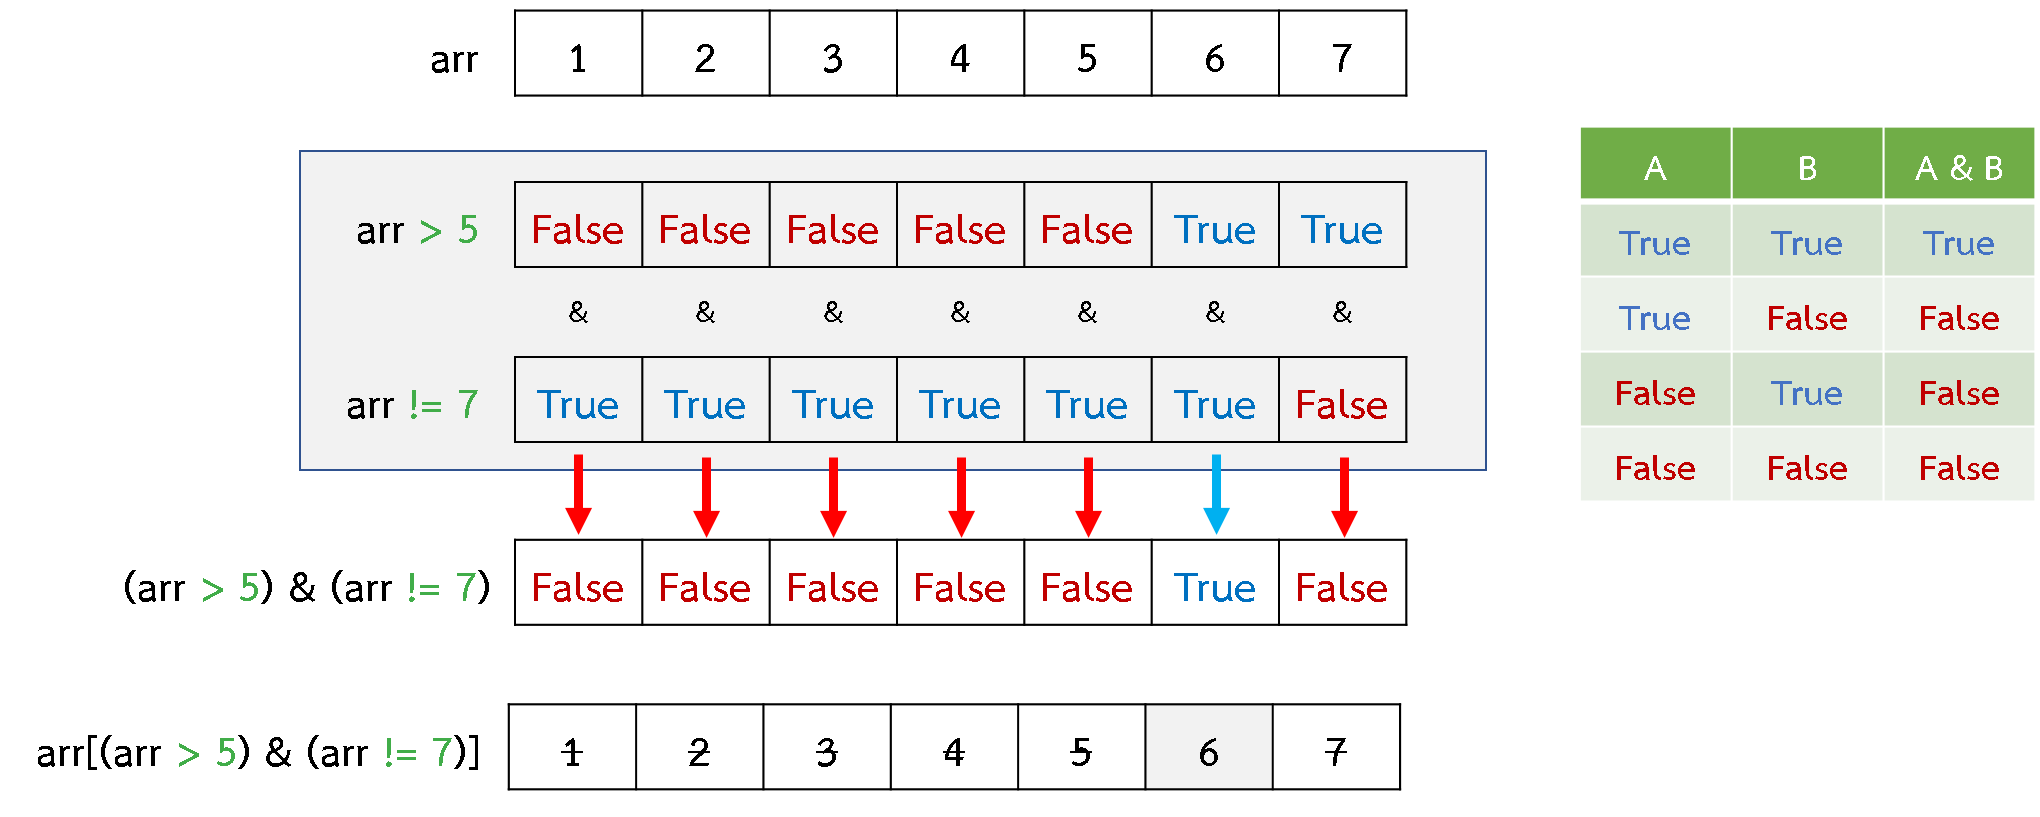 arr 1 2 3 4 5 6 7
arr > 5 False False False False False True True
& & & & & & &
arr != 7 True True True True True True False
(arr > 5) & (arr != 7) False False False False False True False
arr[(arr > 5) & (arr != 7)] 1 2 3 4 5 6 7
A B A & B
True True True
True False False
False True False
False False False